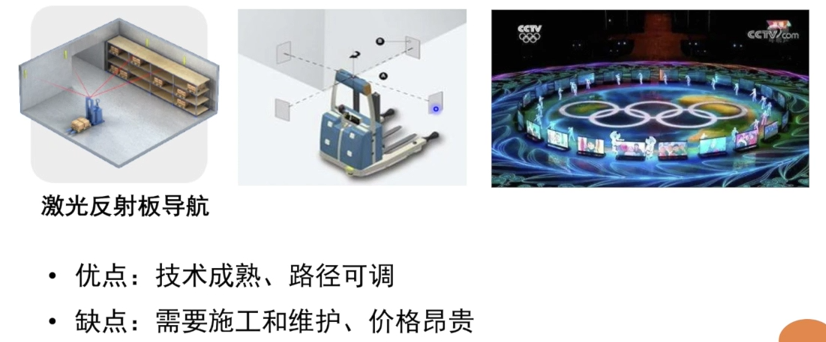 CCTV
CCTV.com
B
A
激光反射板导航
• 优点：技术成熟、路径可调
• 缺点：需要施工和维护、价格昂贵